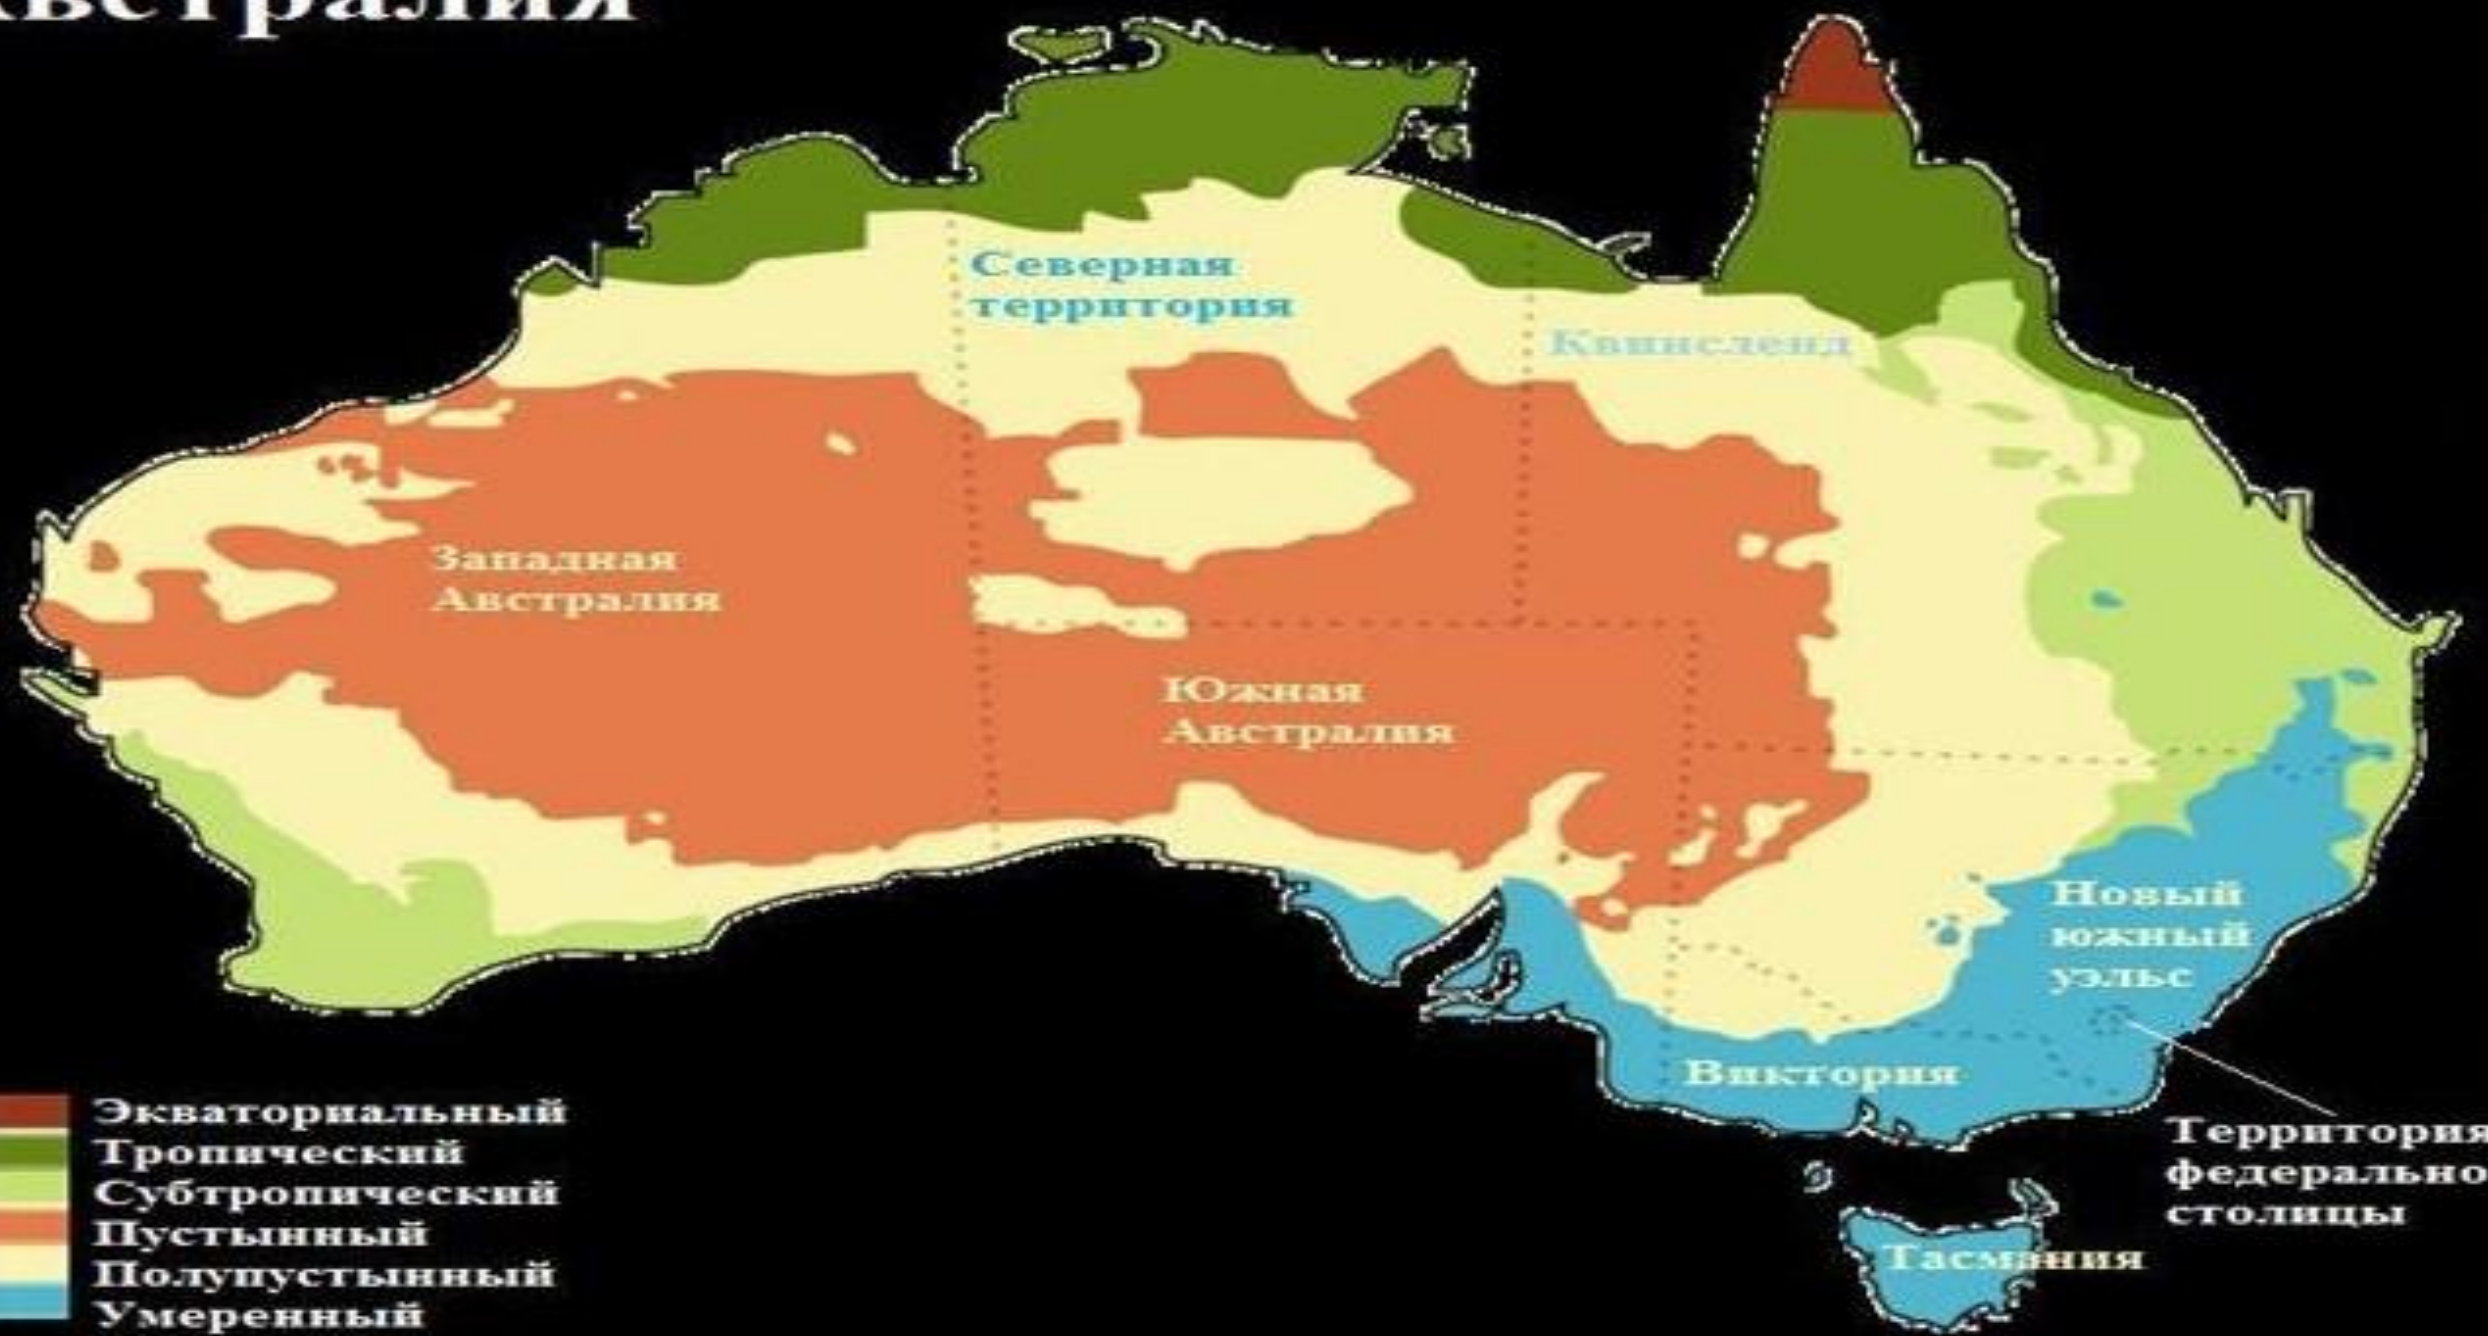 Австралия
Северная
территория
Квинсленд
Западная
Австралия
Южная
Австралия
Новый
южный
уэльс
Виктория
Экваториальный
Тропический
Субтропический
Пустынный
Полупустынный
Умеренный
Территория
федерально
столицы
Тасмания